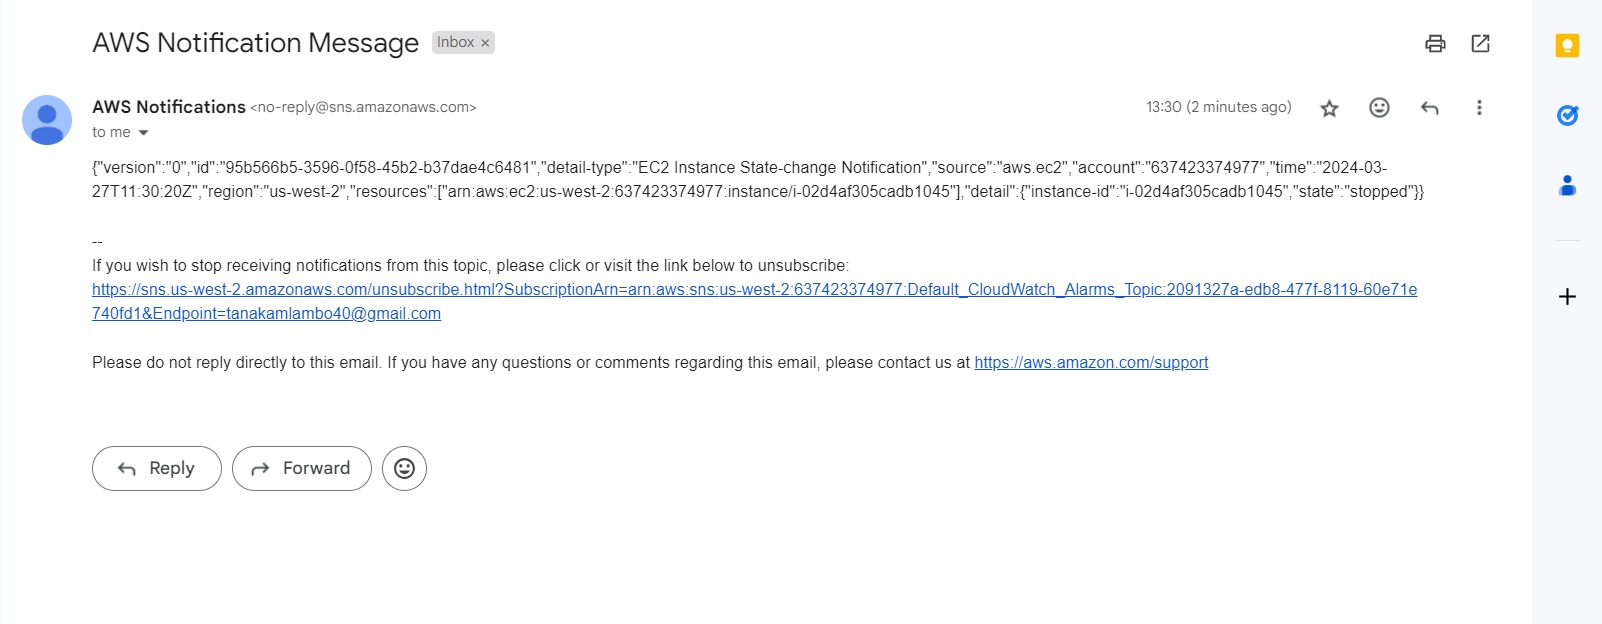 AWS Notification Message Inbox ×
AWS Notifications <no-reply@sns.amazonaws.com> 13:30 (2 minutes ago)
to me
{"version":"0","id":"95b566b5-3596-0f58-45b2-b37dae4c6481","detail-type":"EC2 Instance State-change Notification","source":"aws.ec2","account":"637423374977","time":"2024-03-
27T11:30:20Z","region":"us-west-2","resources":["arn:aws:ec2:us-west-2:637423374977:instance/i-02d4af305cadb1045"],"detail":{"instance-id":"i-02d4af305cadb1045","state":"stopped"}}
--
If you wish to stop receiving notifications from this topic, please click or visit the link below to unsubscribe:
https://sns.us-west-2.amazonaws.com/unsubscribe.html?SubscriptionArn=arn:aws:sns:us-west-2:637423374977:Default_CloudWatch_Alarms_Topic:2091327a-edb8-477f-8119-60e71e
740fd1&Endpoint=tanakamlambo40@gmail.com
Please do not reply directly to this email. If you have any questions or comments regarding this email, please contact us at https://aws.amazon.com/support
Reply Forward